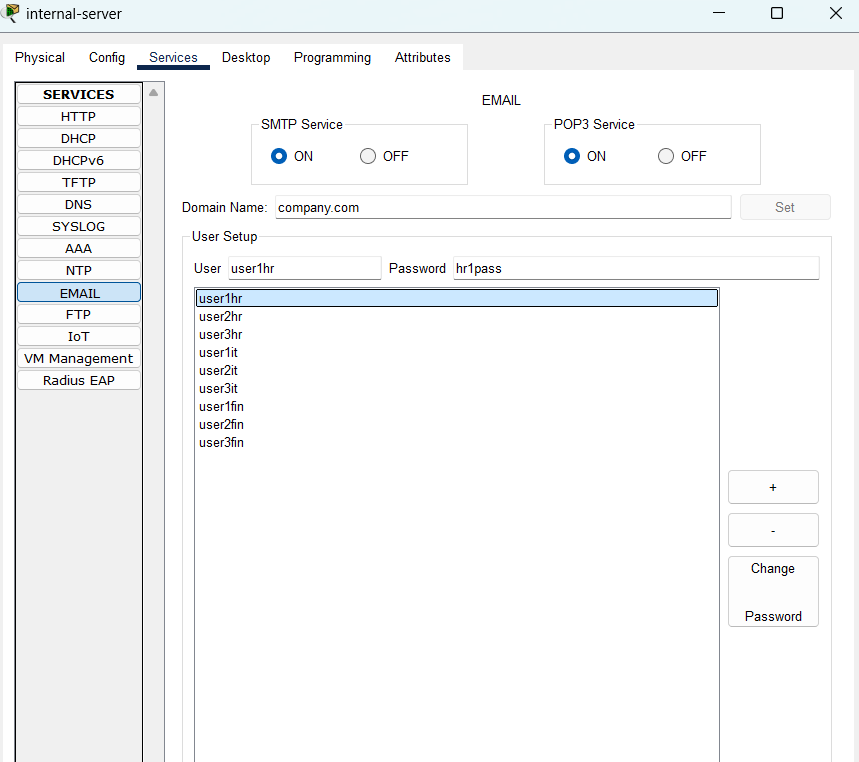 internal-server
Physical Config Services Desktop Programming Attributes
SERVICES
HTTP
DHCP
DHCPv6
TFTP
DNS
SYSLOG
AAA
NTP
EMAIL
FTP
IoT
VM Management
Radius EAP
EMAIL
SMTP Service
ON OFF
POP3 Service
ON OFF
Domain Name: company.com Set
User Setup
User user1hr Password hr1pass
user1hr
user2hr
user3hr
user1it
user2it
user3it
user1fin
user2fin
user3fin
+
-
Change
Password